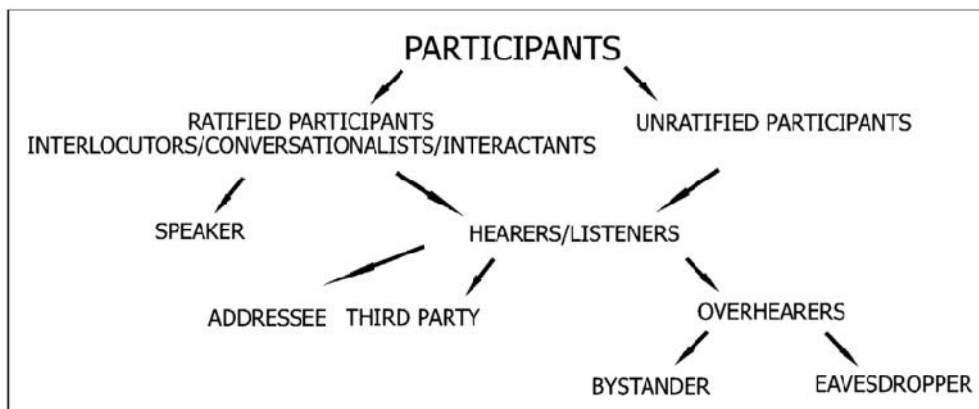 PARTICIPANTS
RATIFIED PARTICIPANTS
INTERLOCUTORS/CONVERSATIONALISTS/INTERACTANTS
UNRATIFIED PARTICIPANTS
SPEAKER
HEARERS/LISTENERS
ADDRESSEE
THIRD PARTY
OVERHEARERS
BYSTANDER
EAVESDROPPER